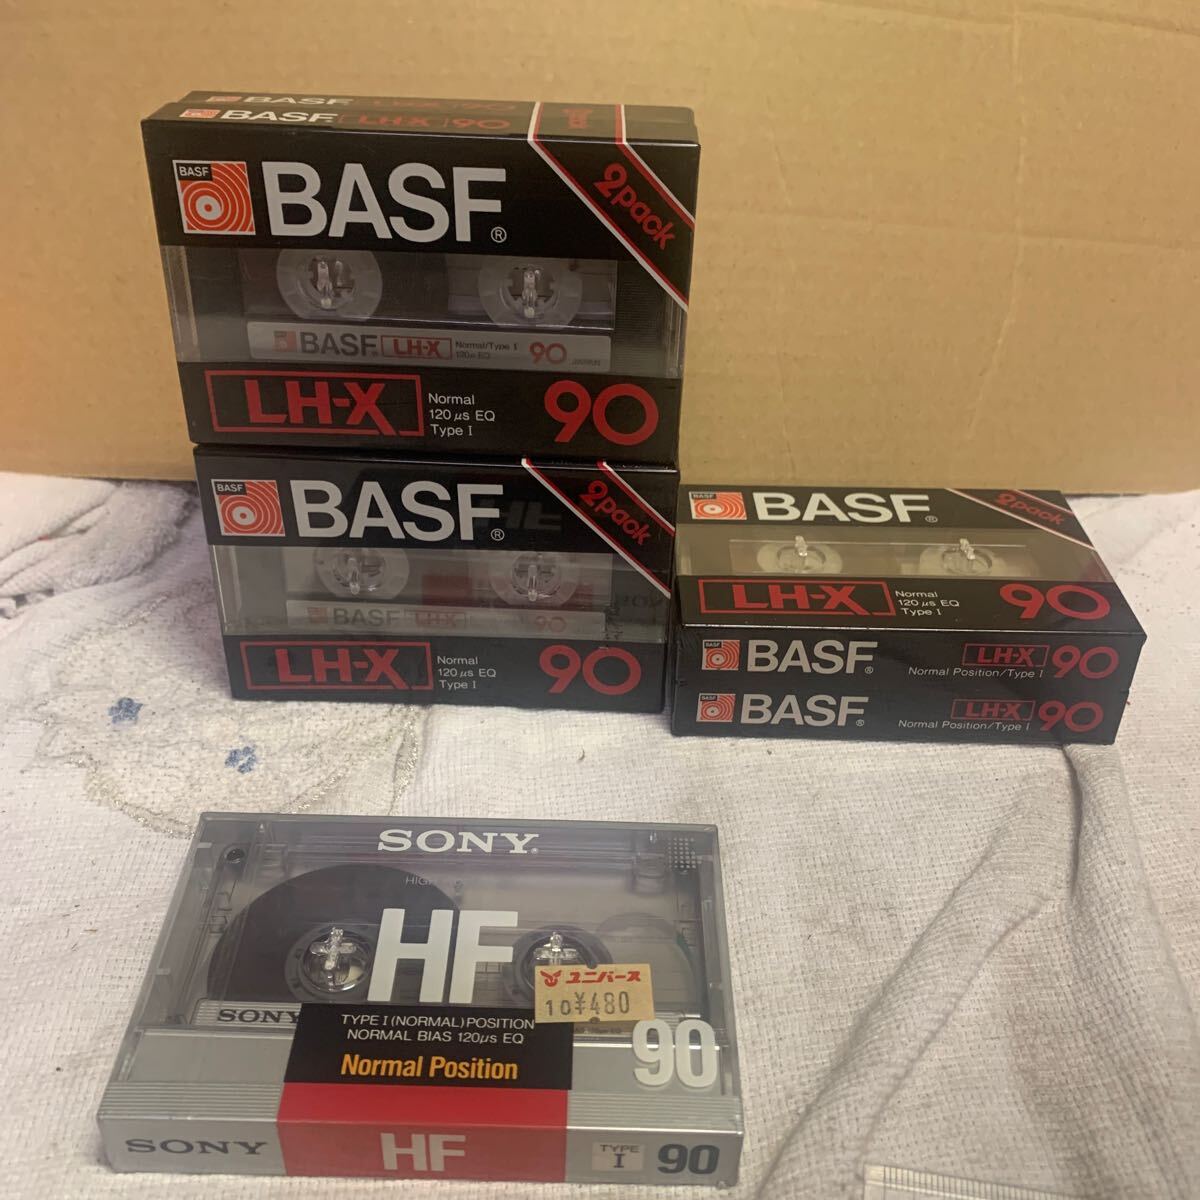 BASF LH-X 90
BASF LH-X 90
BASF
BASF®
2pack
BASF LH-X Normal/Type I 90
120μs EQ
LH-X
Normal
120 μs EQ
Type I
90
BASF
BASF®
2pack
BASF LH-X 90
LH-X
Normal
120 μs EQ
Type I
90
BASF
BASF®
2pack
LH-X
Normal
120 μs EQ
Type I
90
BASF
BASF®
LH-X 90
Normal Position/Type I
BASF
BASF®
LH-X 90
Normal Position/Type I
SONY®
HF
ユニバース
10¥480
SONY
TYPE I (NORMAL) POSITION
NORMAL BIAS 120μs EQ
Normal Position
90
SONY HF TYPE I 90